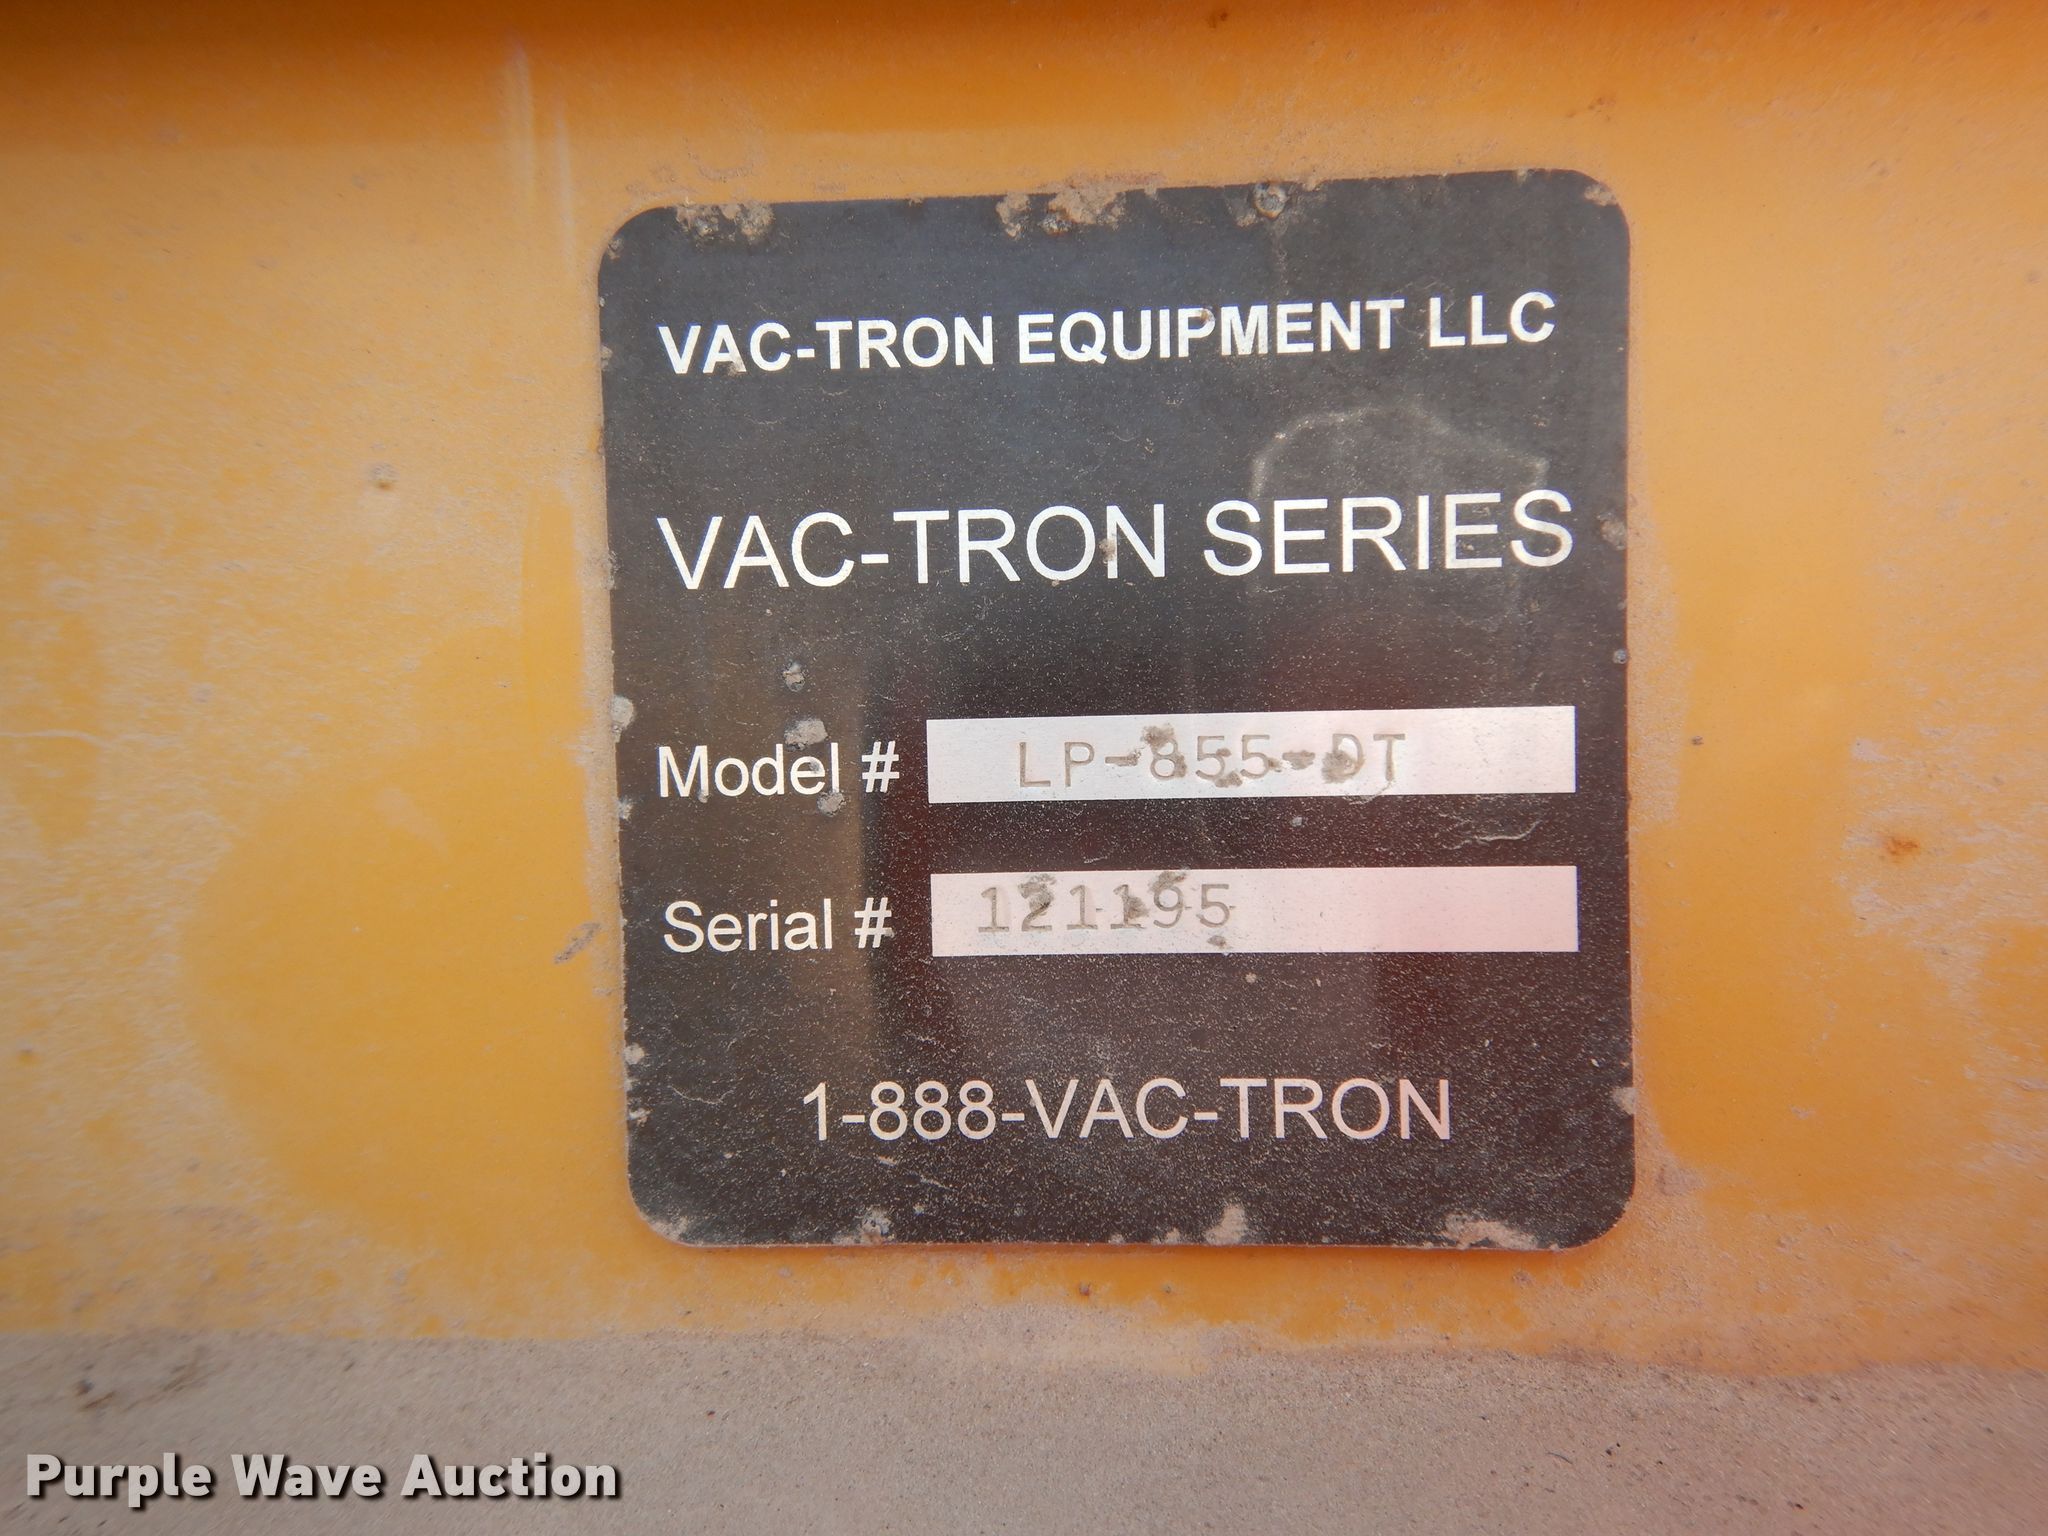 VAC-TRON EQUIPMENT LLC
VAC-TRON SERIES
Model # LP-855-DT
Serial # 121195
1-888-VAC-TRON
Purple Wave Auction